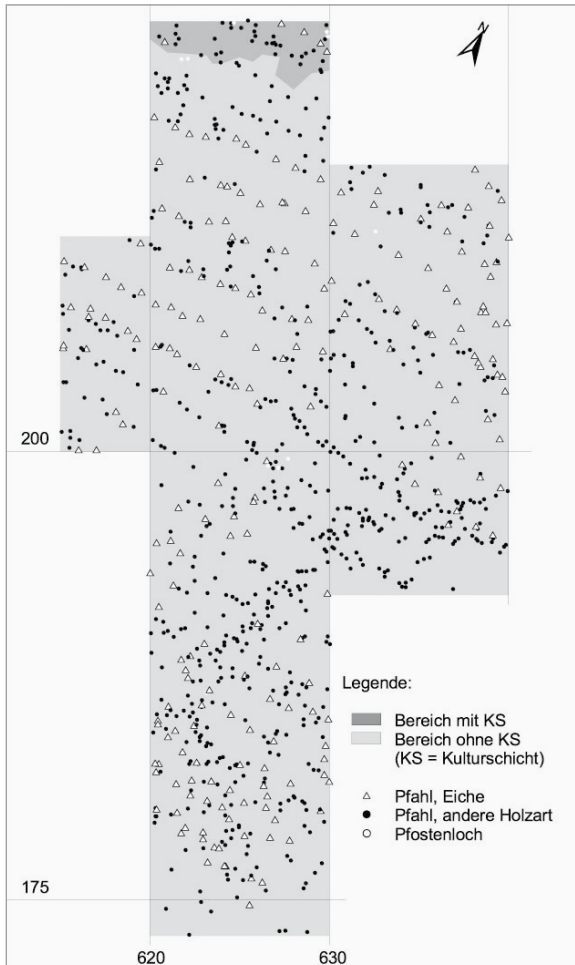 N
200
Legende:
Bereich mit KS
Bereich ohne KS
(KS = Kulturschicht)
Pfahl, Eiche
Pfahl, andere Holzart
Pfostenloch
175
620 630